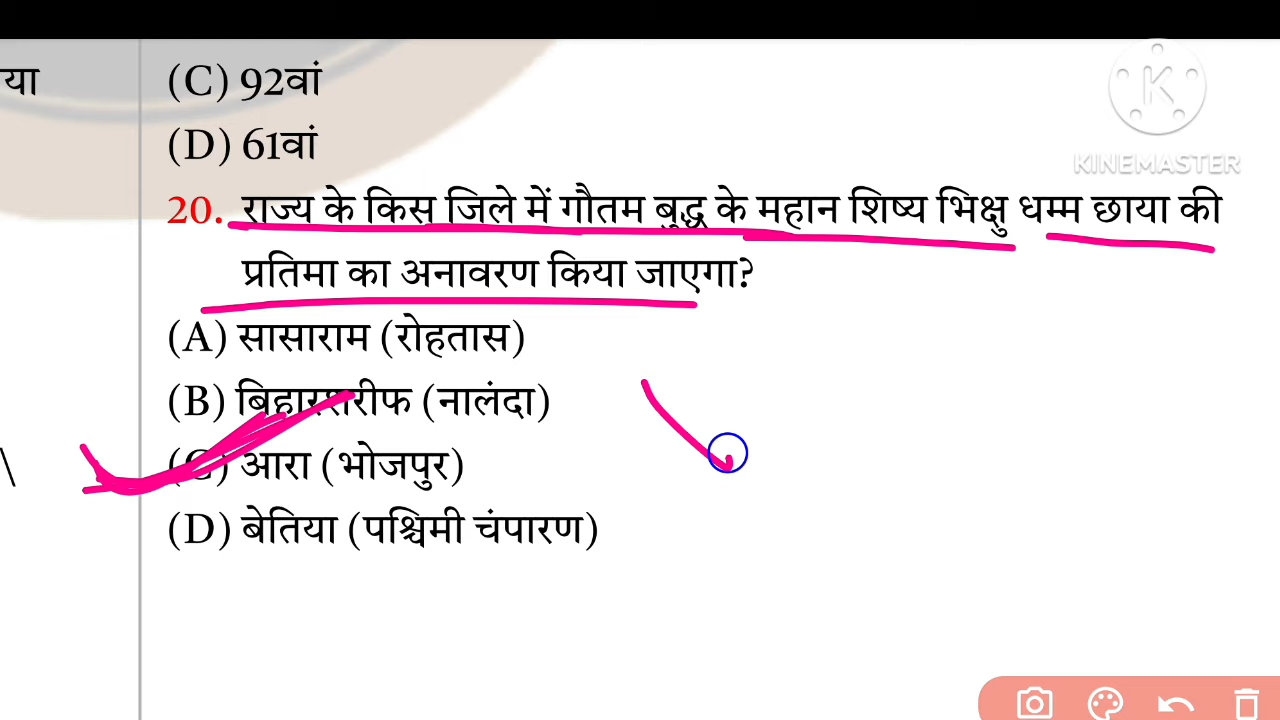 या
(C) 92वां
(D) 61वां
KINEMASTER
20. राज्य के किस जिले में गौतम बुद्ध के महान शिष्य भिक्षु धम्म छाया की
प्रतिमा का अनावरण किया जाएगा?
(A) सासाराम (रोहतास)
(B) बिहारशरीफ (नालंदा)
(C) आरा (भोजपुर)
\
(D) बेतिया (पश्चिमी चंपारण)